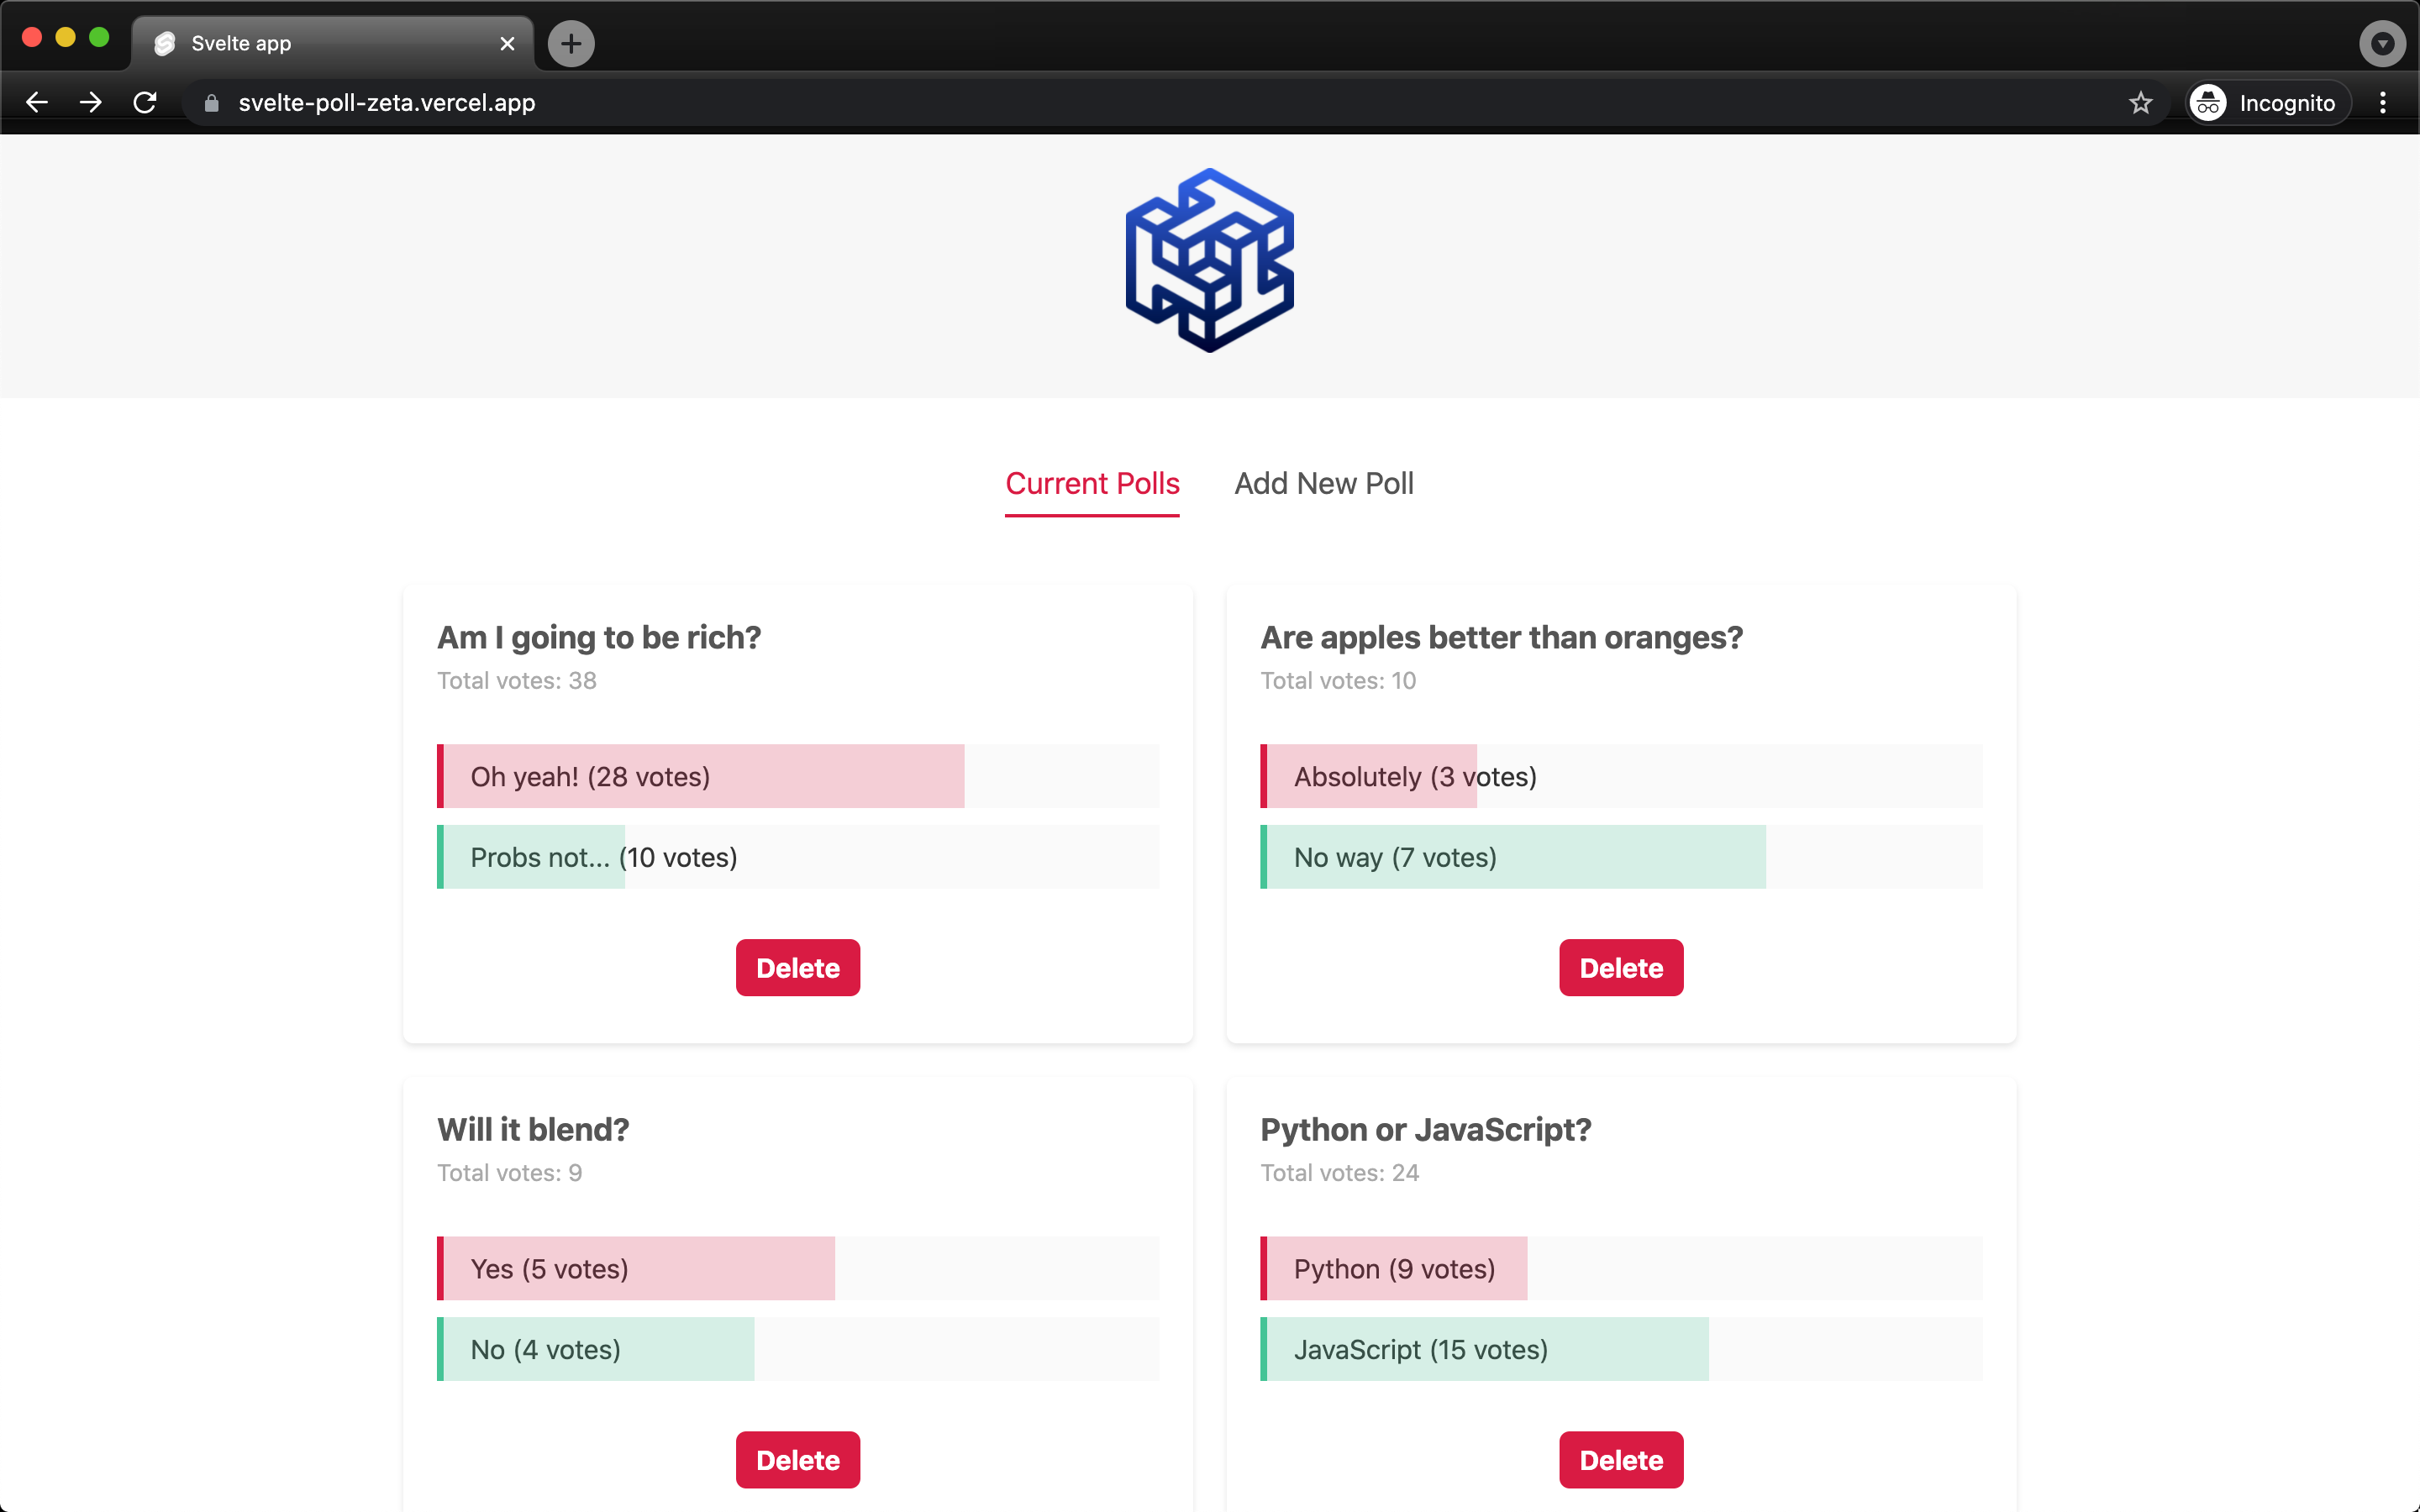 Svelte app
svelte-poll-zeta.vercel.app
Incognito
Current Polls
Add New Poll
Am I going to be rich?
Total votes: 38
Oh yeah! (28 votes)
Probs not... (10 votes)
Delete
Are apples better than oranges?
Total votes: 10
Absolutely (3 votes)
No way (7 votes)
Delete
Will it blend?
Total votes: 9
Yes (5 votes)
No (4 votes)
Delete
Python or JavaScript?
Total votes: 24
Python (9 votes)
JavaScript (15 votes)
Delete